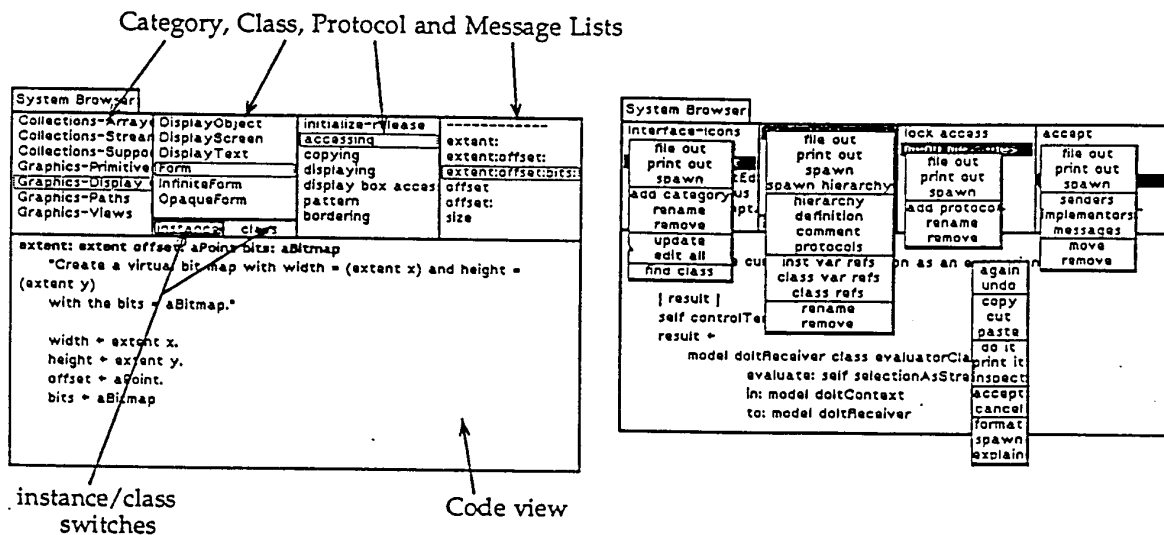 Category, Class, Protocol and Message Lists
System Browser
Collections-Array
Collections-Stream
Collections-Suppo
Graphics-Primitive
Graphics-Display
Graphics-Paths
Graphics-Views
DisplayObject
DisplayScreen
DisplayText
Form
InfiniteForm
OpaqueForm
instance class
initialize-release
accessing
copying
displaying
display box acces
pattern
bordering
extent:
extent:offset:
extent:offset:bits:
offset
offset:
size
extent: extent offset: aPoint bits: aBitmap
"Create a virtual bit map with width = (extent x) and height =
(extent y)
with the bits = aBitmap."
width ← extent x.
height ← extent y.
offset ← aPoint.
bits ← aBitmap
instance/class
switches
Code view
System Browser
Interface-Icons
file out
print out
spawn
add category
rename
remove
update
edit all
find class
file out
print out
spawn
spawn hierarchy
hierarchy
definition
comment
protocols
inst var refs
class var refs
class refs
rename
remove
lock access
file out
print out
spawn
add protocol
rename
remove
accept
file out
print out
spawn
senders
implementors
messages
move
remove
on as an
| result |
self controlTe
result ←
model doItReceiver class evaluatorCla
evaluate: self selectionAsStre
in: model doItContext
to: model doItReceiver
again
undo
copy
cut
paste
do it
print it
inspect
accept
cancel
format
spawn
explain